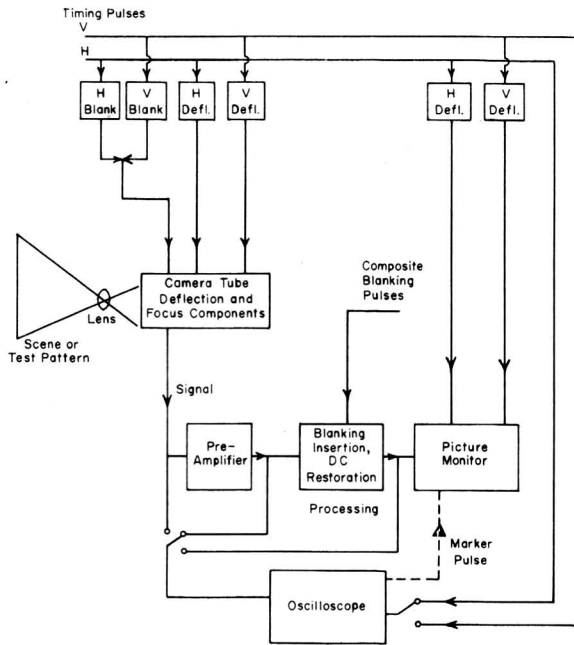 Timing Pulses
V
H
H
Blank
V
Blank
H
Defl.
V
Defl.
H
Defl.
V
Defl.
Camera Tube
Deflection and
Focus Components
Lens
Scene or
Test Pattern
Composite
Blanking
Pulses
Signal
Pre-
Amplifier
Blanking
Insertion,
DC
Restoration
Picture
Monitor
Processing
Marker
Pulse
Oscilloscope